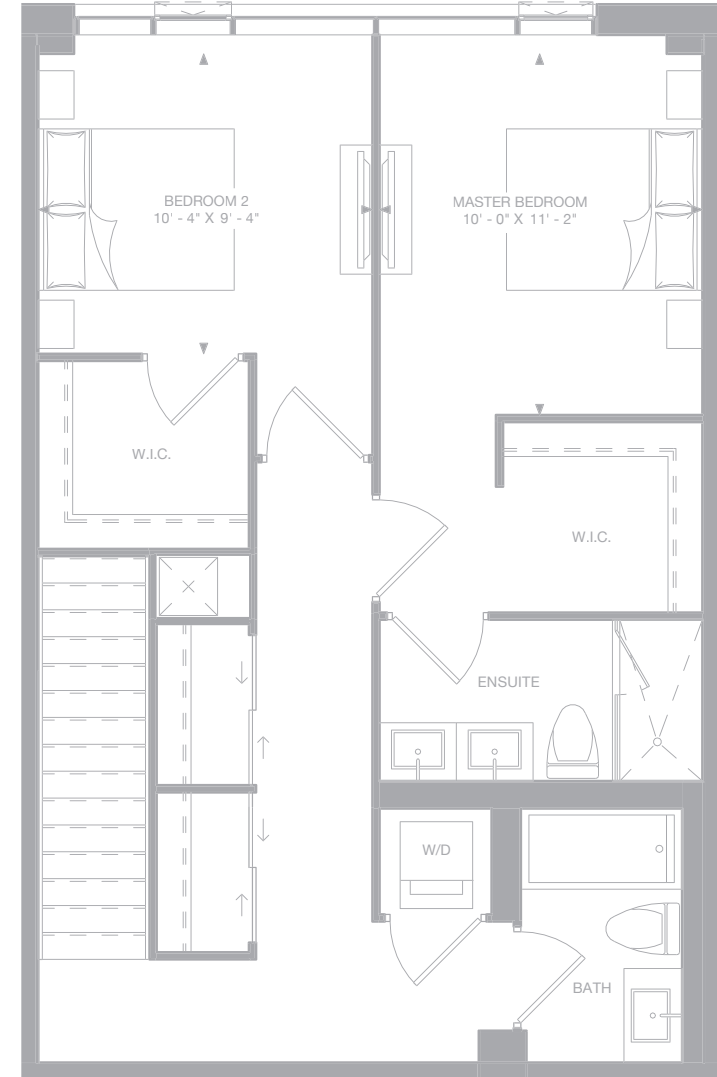 BEDROOM 2
10' - 4" X 9' - 4"
MASTER BEDROOM
10' - 0" X 11' - 2"
W.I.C.
W.I.C.
ENSUITE
W/D
BATH